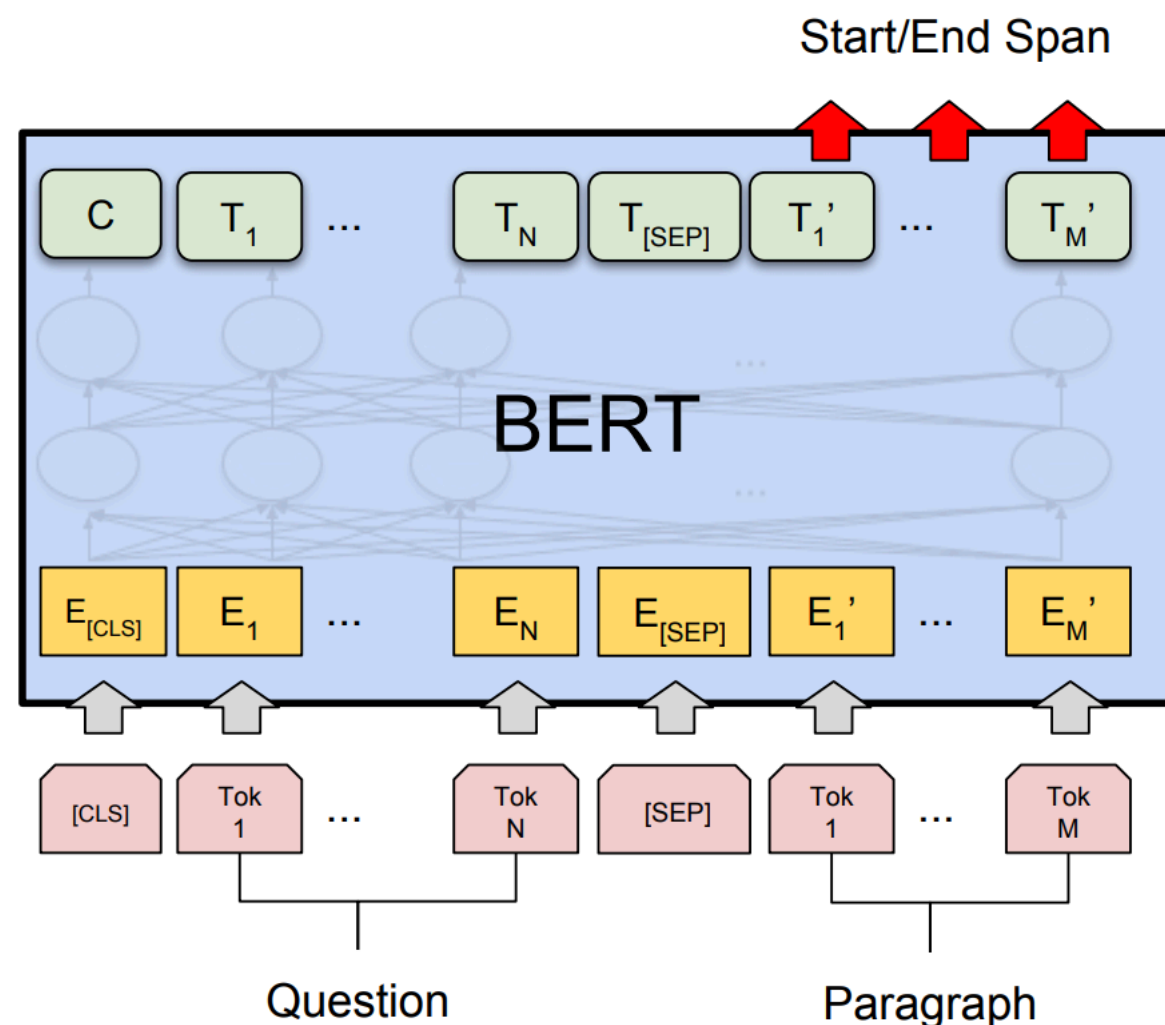 Start/End Span
C T1 ... TN T[SEP] T1’ ... TM’
...
BERT
...
E[CLS] E1 ... EN E[SEP] E1’ ... EM’
[CLS] Tok 1 ... Tok N [SEP] Tok 1 ... Tok M
Question Paragraph